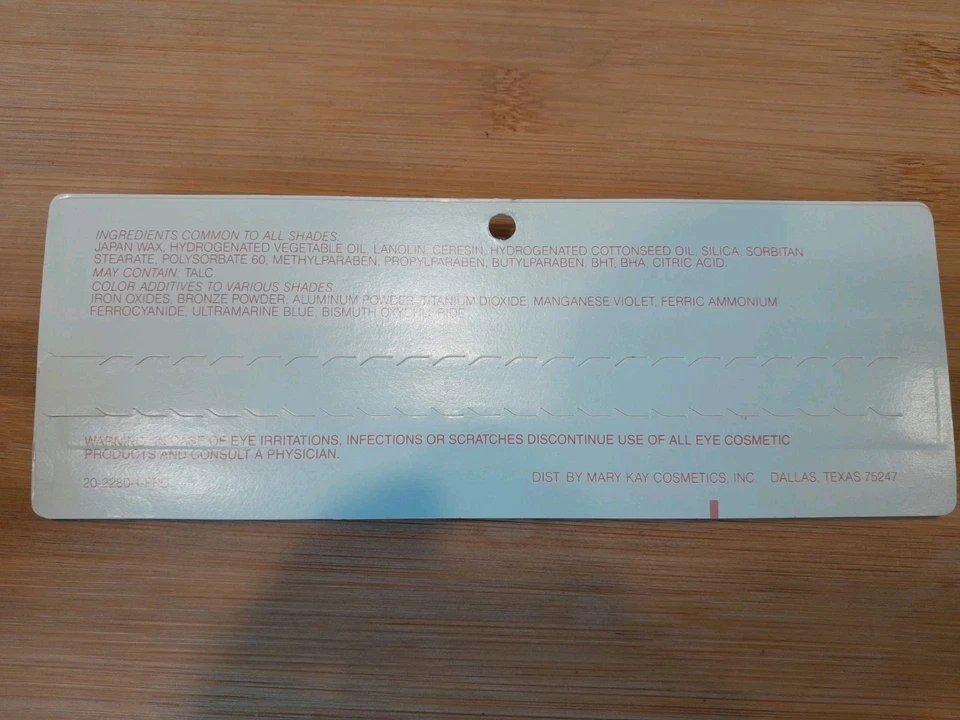 INGREDIENTS COMMON TO ALL SHADES:
JAPAN WAX, HYDROGENATED VEGETABLE OIL, LANOLIN, CERESIN, HYDROGENATED COTTONSEED OIL, SILICA, SORBITAN
STEARATE, POLYSORBATE 60, METHYLPARABEN, PROPYLPARABEN, BUTYLPARABEN, BHT, BHA, CITRIC ACID.
MAY CONTAIN: TALC
COLOR ADDITIVES TO VARIOUS SHADES:
IRON OXIDES, BRONZE POWDER, ALUMINUM POWDER, TITANIUM DIOXIDE, MANGANESE VIOLET, FERRIC AMMONIUM
FERROCYANIDE, ULTRAMARINE BLUE, BISMUTH OXYCHLORIDE
WARNING: IN CASE OF EYE IRRITATIONS, INFECTIONS OR SCRATCHES DISCONTINUE USE OF ALL EYE COSMETIC
PRODUCTS AND CONSULT A PHYSICIAN.
DIST. BY MARY KAY COSMETICS, INC. DALLAS, TEXAS 75247